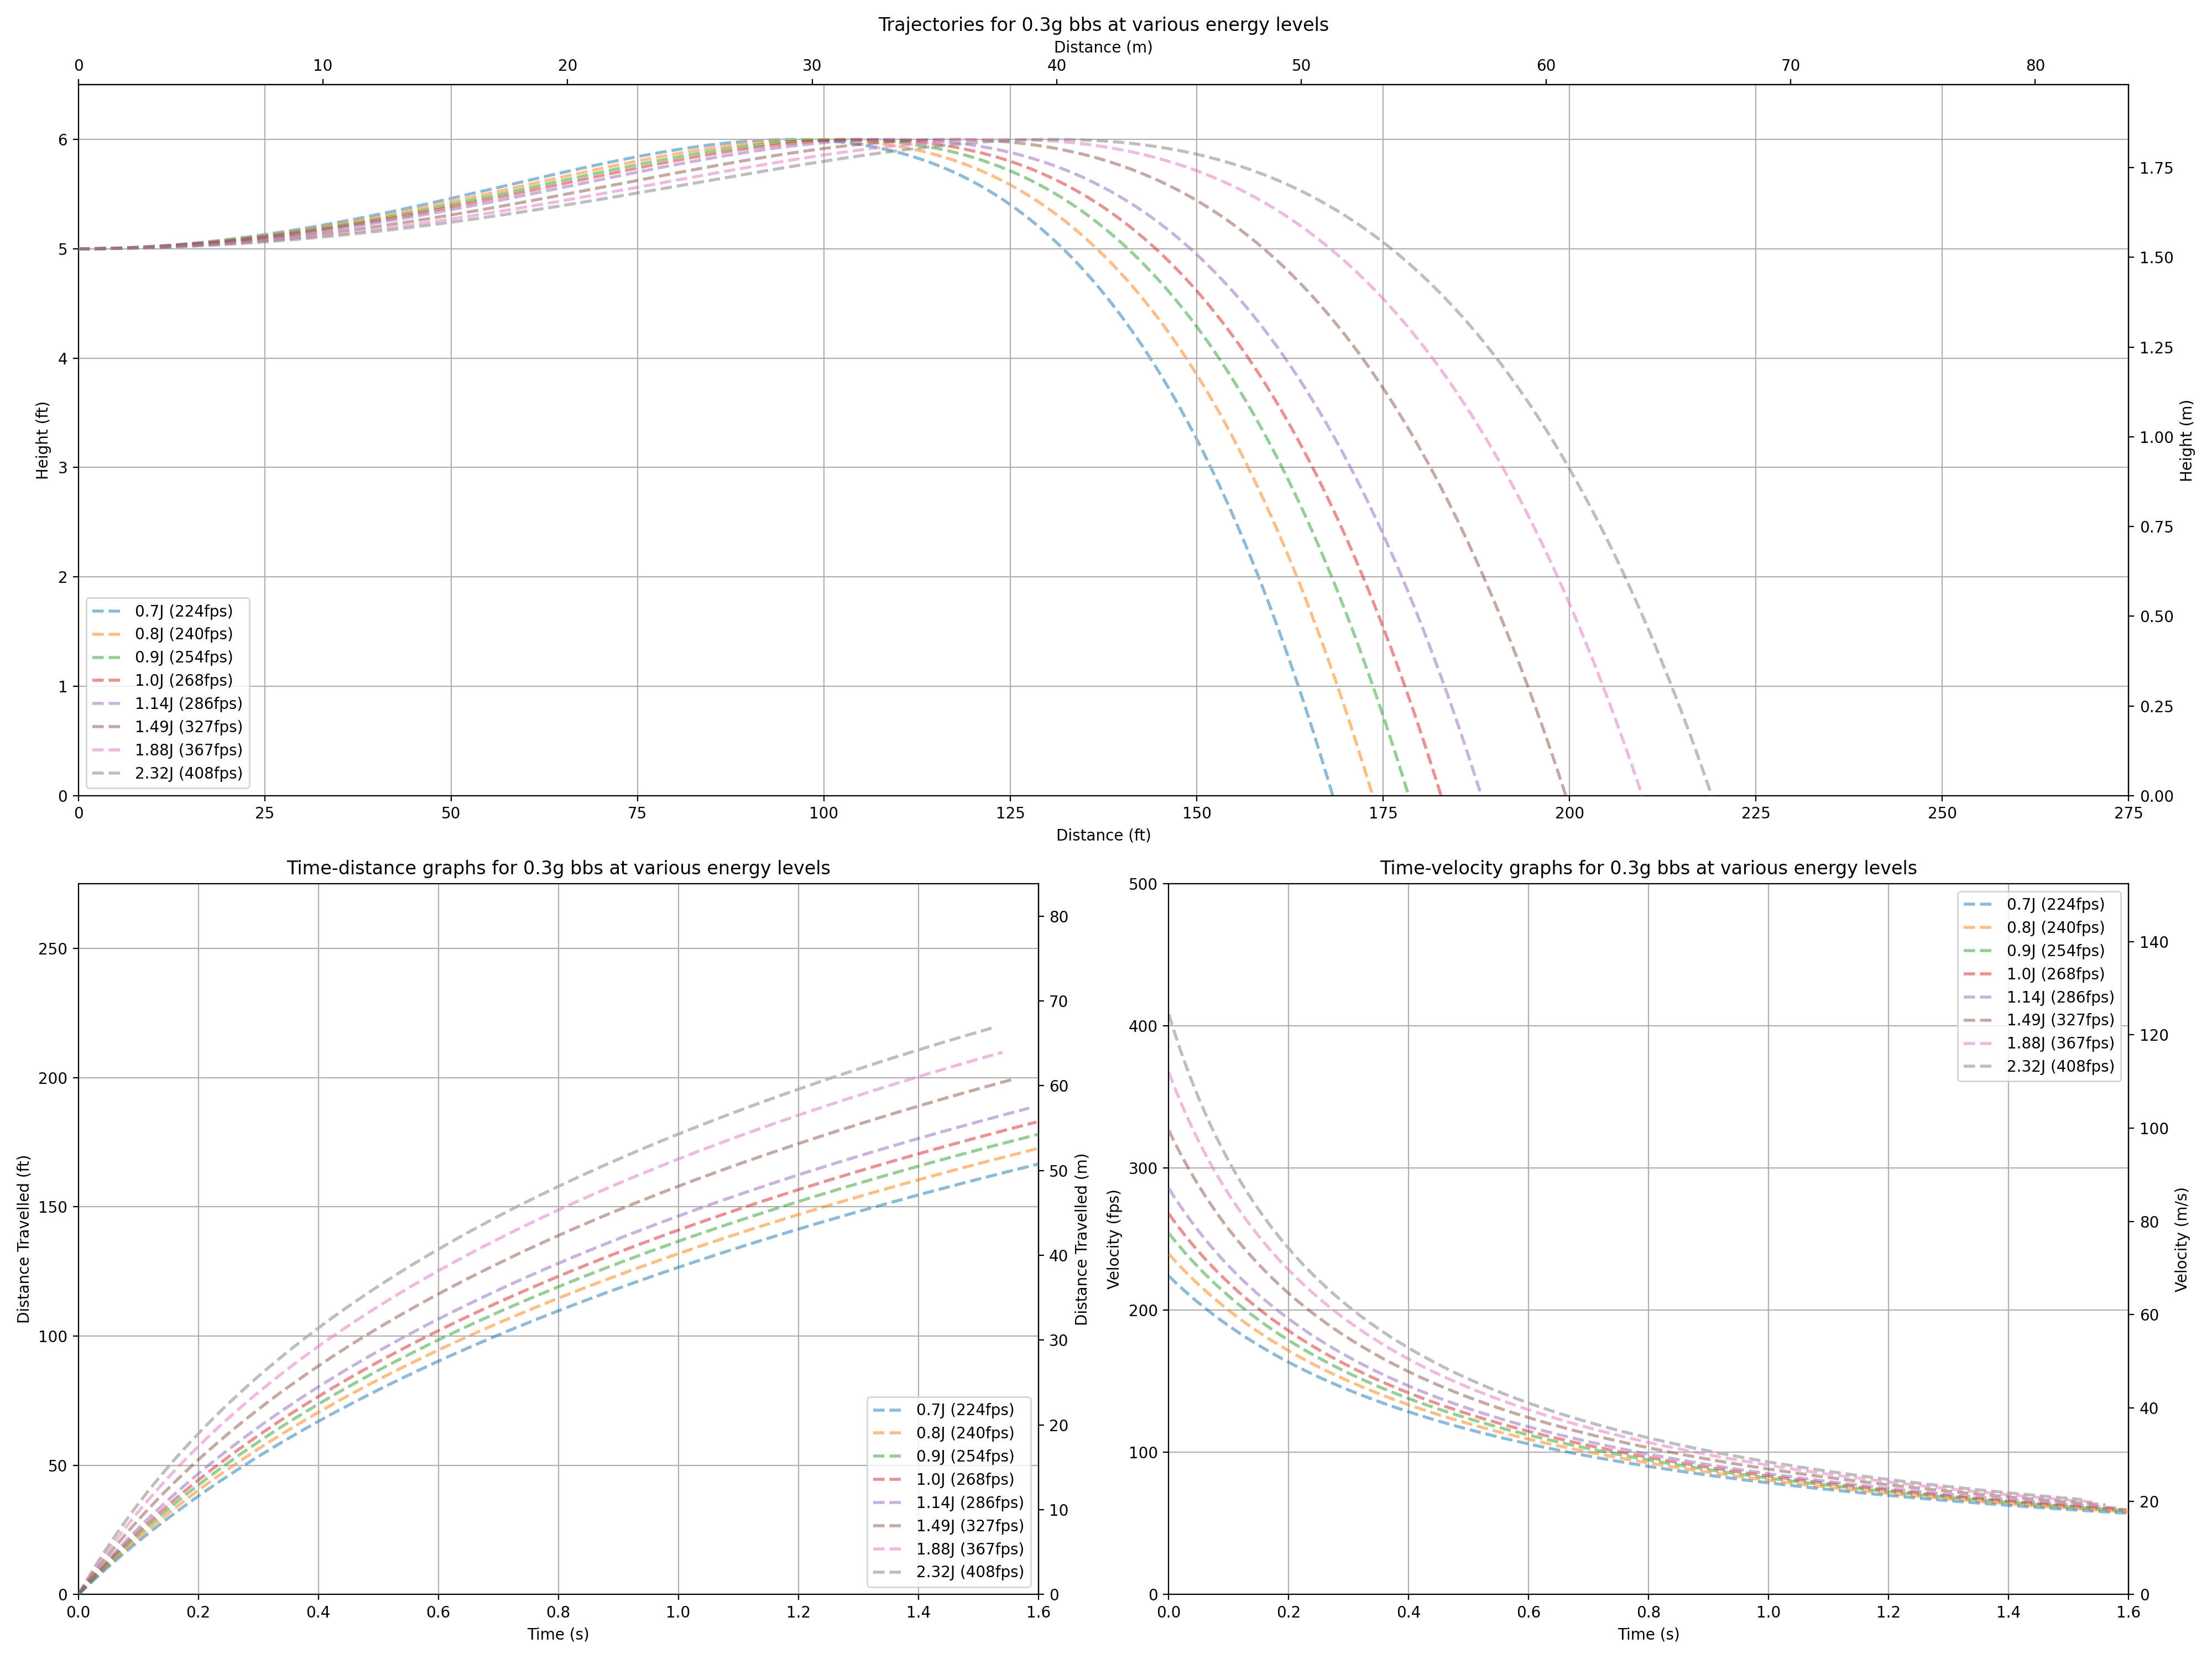 Trajectories for 0.3g bbs at various energy levels
Distance (m)
0 10 20 30 40 50 60 70 80
6
5
4
3
2
1
0
Height (ft)
1.75
1.50
1.25
1.00
0.75
0.50
0.25
0.00
Height (m)
0.7J (224fps)
0.8J (240fps)
0.9J (254fps)
1.0J (268fps)
1.14J (286fps)
1.49J (327fps)
1.88J (367fps)
2.32J (408fps)
0 25 50 75 100 125 150 175 200 225 250 275
Distance (ft)
Time-distance graphs for 0.3g bbs at various energy levels
250
200
150
100
50
0
Distance Travelled (ft)
80
70
60
50
40
30
20
10
0
Distance Travelled (m)
0.7J (224fps)
0.8J (240fps)
0.9J (254fps)
1.0J (268fps)
1.14J (286fps)
1.49J (327fps)
1.88J (367fps)
2.32J (408fps)
0.0 0.2 0.4 0.6 0.8 1.0 1.2 1.4 1.6
Time (s)
Time-velocity graphs for 0.3g bbs at various energy levels
500
400
300
200
100
0
Velocity (fps)
140
120
100
80
60
40
20
0
Velocity (m/s)
0.7J (224fps)
0.8J (240fps)
0.9J (254fps)
1.0J (268fps)
1.14J (286fps)
1.49J (327fps)
1.88J (367fps)
2.32J (408fps)
0.0 0.2 0.4 0.6 0.8 1.0 1.2 1.4 1.6
Time (s)